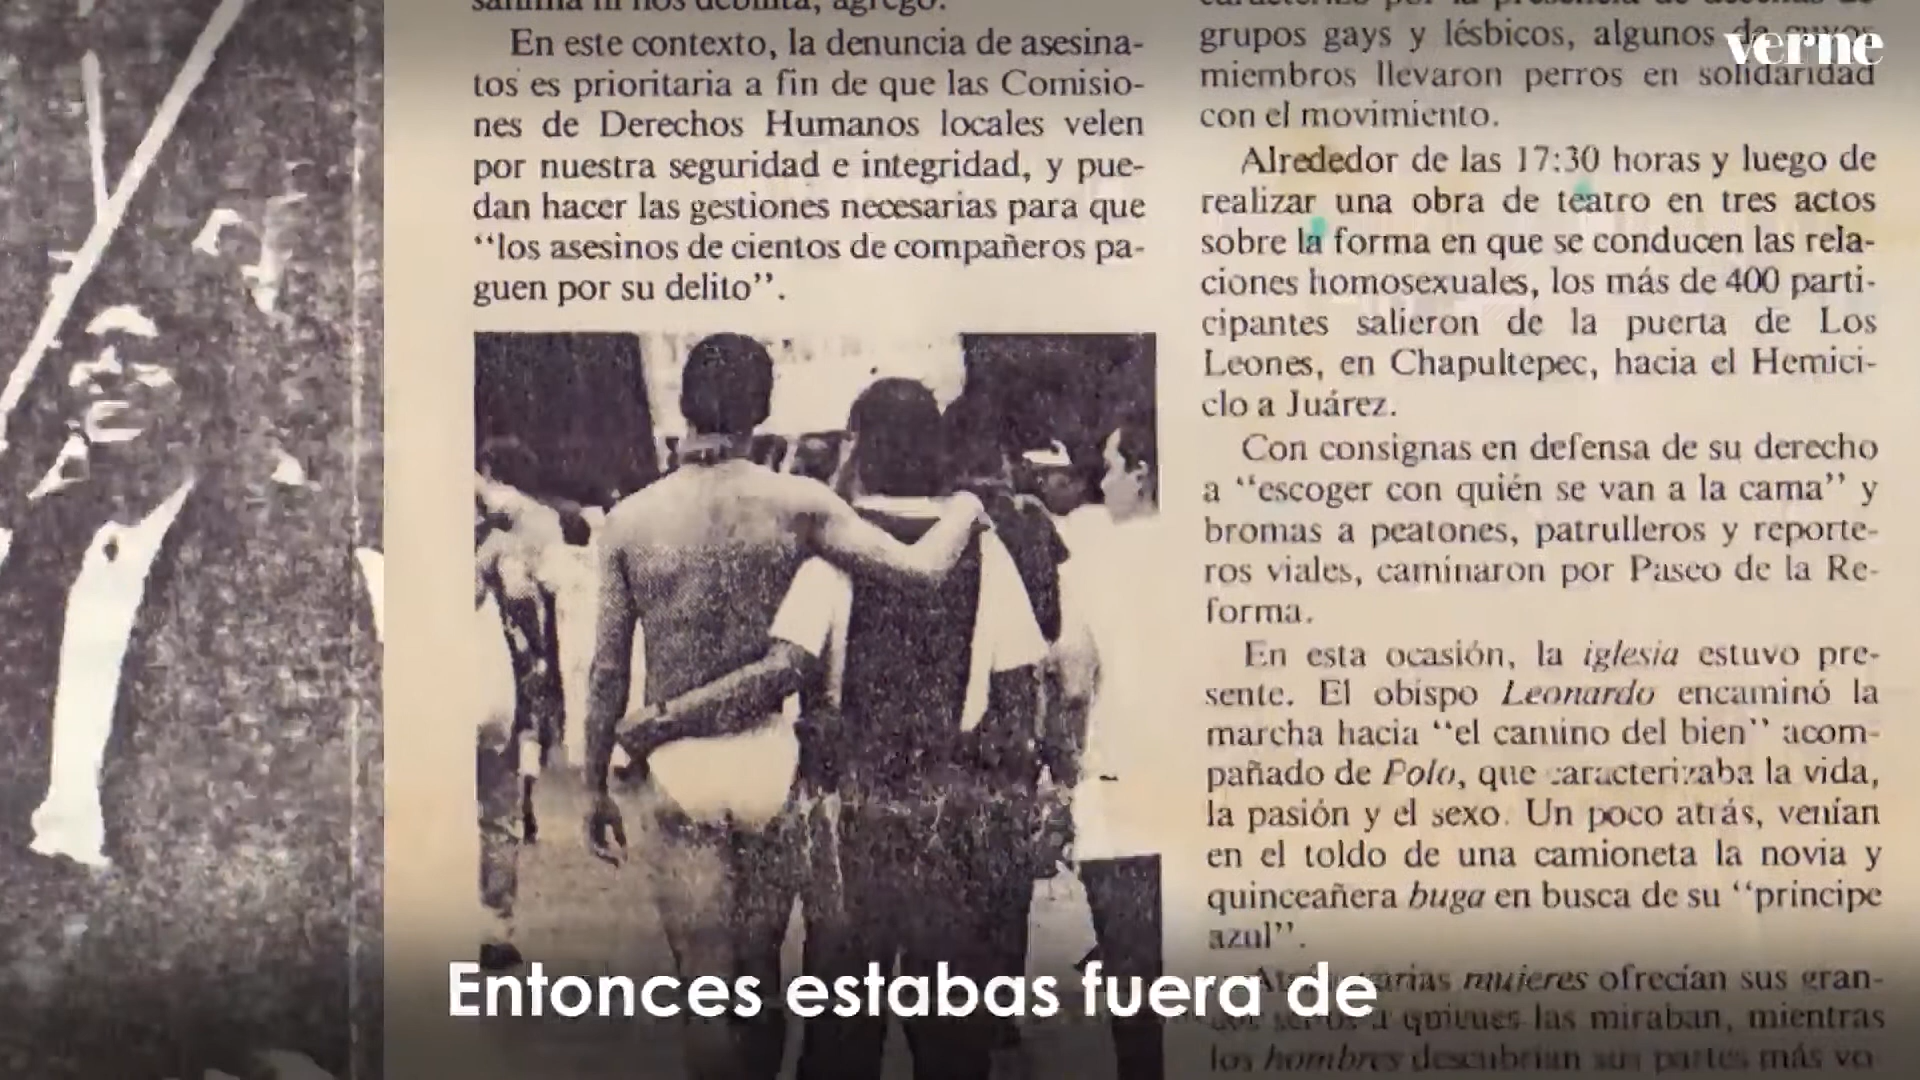 En este contexto, la denuncia de asesina-
tos es prioritaria a fin de que las Comisio-
nes de Derechos Humanos locales velen
por nuestra seguridad e integridad, y pue-
dan hacer las gestiones necesarias para que
“los asesinos de cientos de compañeros pa-
guen por su delito”.
grupos gays y lésbicos, algunos de cuyos
miembros llevaron perros en solidaridad
con el movimiento.
Alrededor de las 17:30 horas y luego de
realizar una obra de teatro en tres actos
sobre la forma en que se conducen las rela-
ciones homosexuales, los más de 400 parti-
cipantes salieron de la puerta de Los
Leones, en Chapultepec, hacia el Hemici-
clo a Juárez.
Con consignas en defensa de su derecho
a “escoger con quién se van a la cama” y
bromas a peatones, patrulleros y reporte-
ros viales, caminaron por Paseo de la Re-
forma.
En esta ocasión, la iglesia estuvo pre-
sente. El obispo Leonardo encaminó la
marcha hacia “el camino del bien” acom-
pañado de Polo, que caracterizaba la vida,
la pasión y el sexo. Un poco atrás, venían
en el toldo de una camioneta la novia y
quinceañera buga en busca de su “principe
azul”.
mujeres ofrecían sus gran-
a quienes las miraban, mientras
los hombres descubrían sus partes más vo
verne
Entonces estabas fuera de